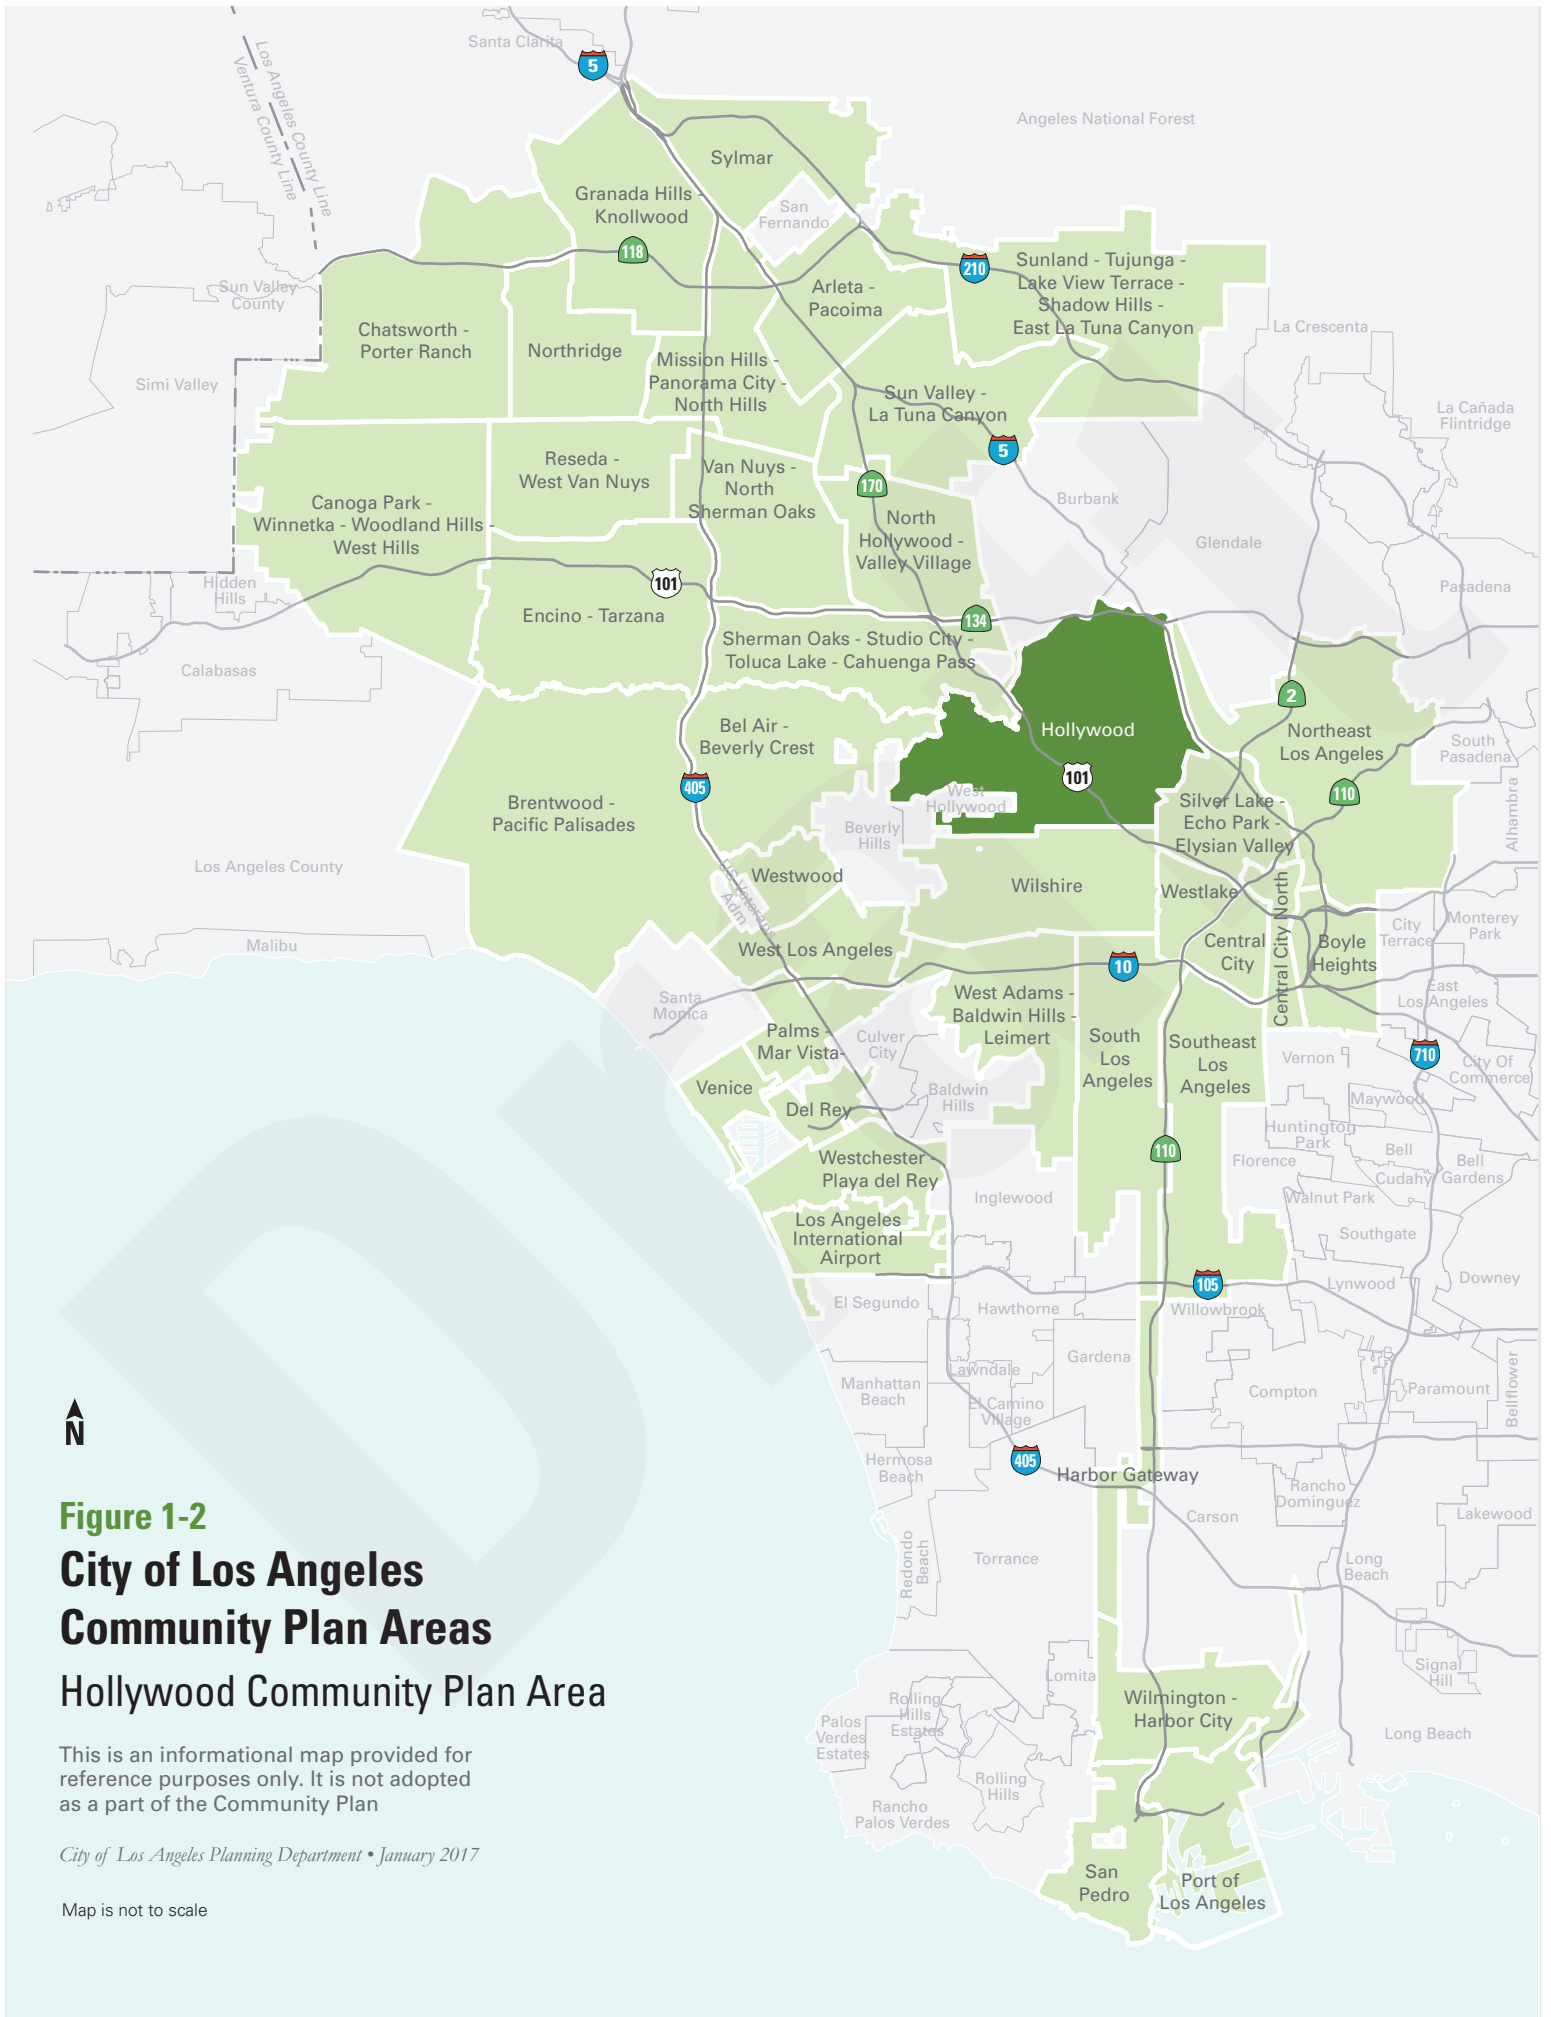 Santa Clarita
5
Los Angeles County Line
Ventura County Line
Angeles National Forest
Sylmar
Granada Hills -
Knollwood
San
Fernando
118
210
Sunland - Tujunga -
Lake View Terrace -
Shadow Hills -
East La Tuna Canyon
Sun Valley
County
Arleta -
Pacoima
Chatsworth -
Porter Ranch
Northridge
La Crescenta
Mission Hills -
Panorama City -
North Hills
Simi Valley
Sun Valley -
La Tuna Canyon
La Cañada
Flintridge
5
Reseda -
West Van Nuys
Van Nuys -
North
Sherman Oaks
170
Burbank
Canoga Park -
Winnetka - Woodland Hills -
West Hills
North
Hollywood -
Valley Village
Glendale
Hidden
Hills
101
Pasadena
Encino - Tarzana
134
Sherman Oaks - Studio City -
Toluca Lake - Cahuenga Pass
Calabasas
2
Bel Air -
Beverly Crest
Hollywood
Northeast
Los Angeles
South
Pasadena
101
405
110
West
Hollywood
Brentwood -
Pacific Palisades
Silver Lake -
Echo Park -
Elysian Valley
Alhambra
Beverly
Hills
Los Angeles County
US Veterans
Adm
Westwood
Wilshire
Westlake
Central City North
Malibu
West Los Angeles
Central
City
Boyle
Heights
City
Terrace
Monterey
Park
10
Santa
Monica
West Adams -
Baldwin Hills -
Leimert
East
Los Angeles
Palms -
Mar Vista-
Culver
City
South
Los
Angeles
Southeast
Los
Angeles
Vernon
710
City Of
Commerce
Venice
Baldwin
Hills
Maywood
Del Rey
Huntington
Park
110
Bell
Westchester -
Playa del Rey
Florence
Bell
Gardens
Cudahy
Inglewood
Walnut Park
Los Angeles
International
Airport
Southgate
105
Lynwood
Downey
El Segundo
Hawthorne
Willowbrook
Gardena
Lawndale
Manhattan
Beach
El Camino
Village
Compton
Paramount
Bellflower
N
405
Hermosa
Beach
Harbor Gateway
Rancho
Dominguez
Carson
Lakewood
Figure 1-2
City of Los Angeles
Community Plan Areas
Hollywood Community Plan Area
Redondo
Beach
Torrance
Long
Beach
Lomita
Signal
Hill
Rolling
Hills
Estates
Wilmington -
Harbor City
Palos
Verdes
Estates
Long Beach
This is an informational map provided for
reference purposes only. It is not adopted
as a part of the Community Plan
Rolling
Hills
Rancho
Palos Verdes
City of Los Angeles Planning Department • January 2017
San
Pedro
Port of
Los Angeles
Map is not to scale